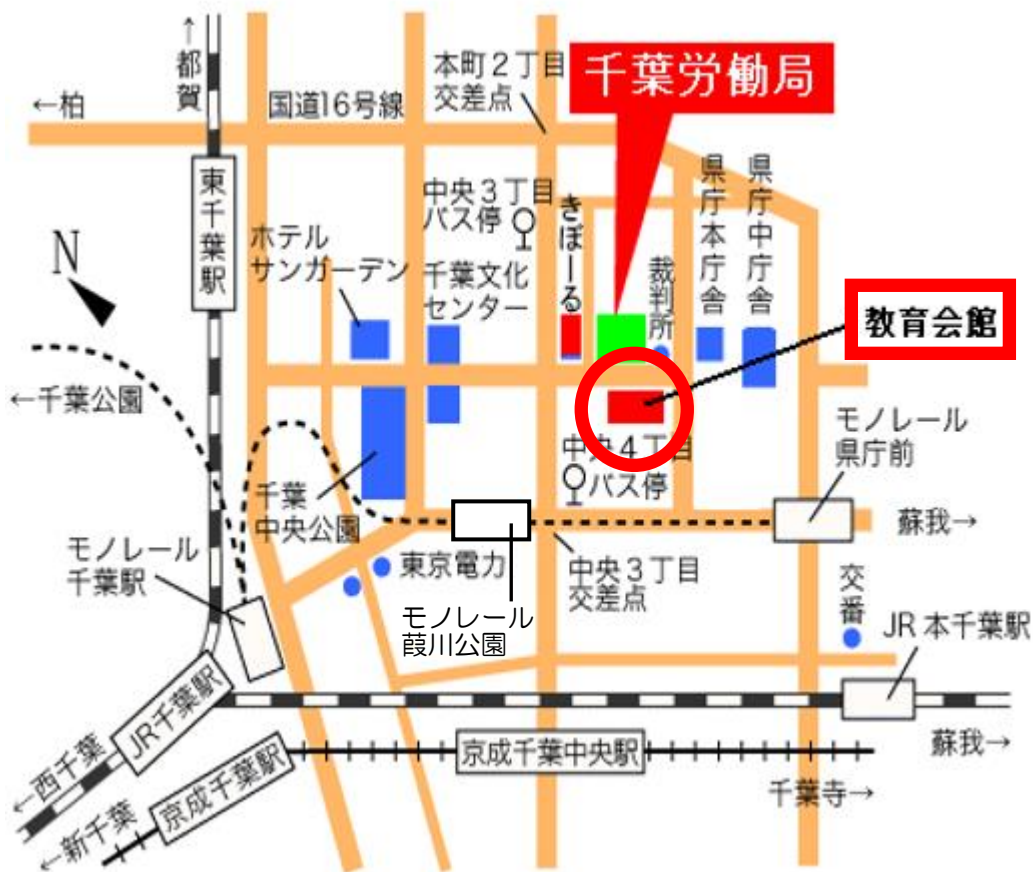 ↑都賀
本町２丁目
交差点
千葉労働局
←柏
国道16号線
東千葉駅
中央３丁目
バス停
きぼーる
県庁本庁舎
県庁中庁舎
N
ホテル
サンガーデン
千葉文化
センター
裁判所
教育会館
←千葉公園
モノレール
県庁前
中央４丁目
バス停
千葉
中央公園
蘇我→
モノレール
千葉駅
東京電力
中央３丁目
交差点
交番
モノレール
葭川公園
JR本千葉駅
JR千葉駅
←西千葉
京成千葉中央駅
蘇我→
京成千葉駅
千葉寺→
←新千葉